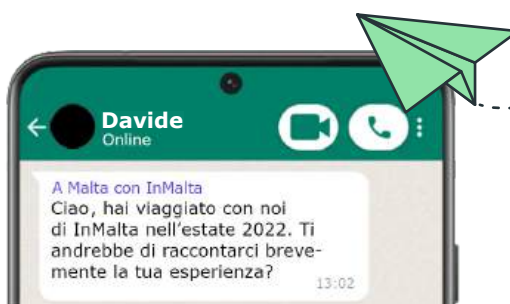 Davide
Online
A Malta con InMalta
Ciao, hai viaggiato con noi
di InMalta nell'estate 2022. Ti
andrebbe di raccontarci breve-
mente la tua esperienza?
13:02